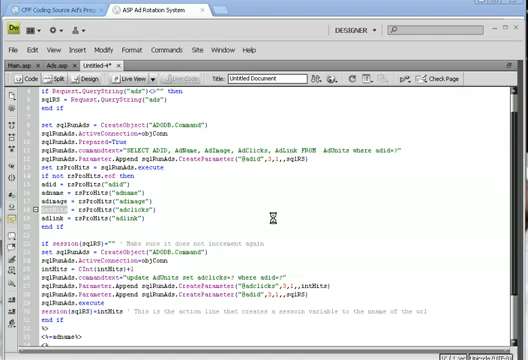 CPF Coding Source Ad's Prog
ASP Ad Rotation System
Dw
DESIGNER
File Edit View Insert Modify Format Commands Site Window Help
Main.asp Ads.asp Untitled-4*
Code Split Design Live View Live Code Title: Untitled Document Check Page
if Request.QueryString("ads")<>"" then
sqlRS = Request.QueryString("ads")
end if
set sqlRunAds = CreateObject("ADODB.Command")
sqlRunAds.ActiveConnection=objConn
sqlRunAds.Prepared=True
sqlRunAds.commandtext="SELECT ADID, AdName, AdImage, AdClicks, AdLink FROM AdUnits where adid=?"
sqlRunAds.Parameters.Append sqlRunAds.CreateParameter("@adid",3,1,,sqlRS)
set rsProHits = sqlRunAds.execute
if not rsProHits.eof then
adid = rsProHits("adid")
adname = rsProHits("adname")
adimage = rsProHits("adimage")
intHits = rsProHits("adclicks")
adlink = rsProHits("adlink")
end if
if session(sqlRS)="" ' Make sure it does not increment again
set sqlRunAds = CreateObject("ADODB.Command")
sqlRunAds.ActiveConnection=objConn
intHits = CInt(intHits)+1
sqlRunAds.commandtext="update AdUnits set adclicks=? where adid=?"
sqlRunAds.Parameters.Append sqlRunAds.CreateParameter("@adclicks",3,1,,intHits)
sqlRunAds.Parameters.Append sqlRunAds.CreateParameter("@adid",3,1,,sqlRS)
sqlRunAds.execute
session(sqlRS)=intHits ' This is the action line that creates a sessoin variable to the nname of the url
end if
%>
<%=adname%>